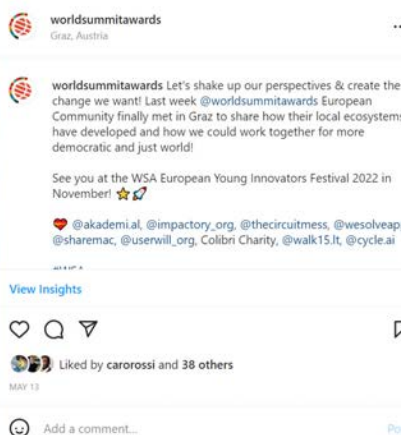 worldsummitawards
Graz, Austria
worldsummitawards Let's shake up our perspectives & create the
change we want! Last week @worldsummitawards European
Community finally met in Graz to share how their local ecosystems
have developed and how we could work together for more
democratic and just world!
See you at the WSA European Young Innovators Festival 2022 in
November!
@akademi.al, @impactory_org, @thecircuitmess, @wesolveapp
@sharemac, @userwill_org, Colibri Charity, @walk15.lt, @cycle.ai
View Insights
Liked by carorossi and 38 others
MAY 13
Add a comment...